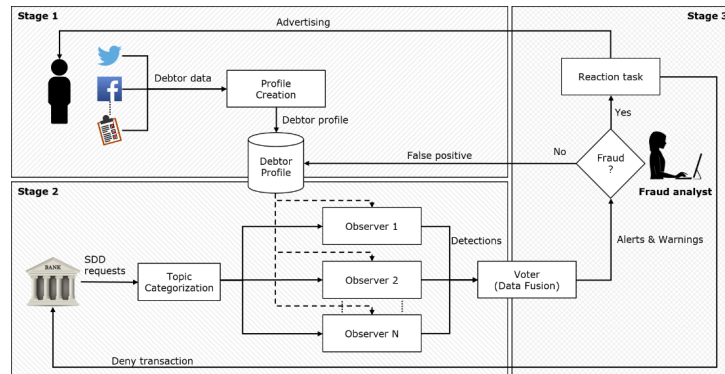 Stage 1
Advertising
Stage 3
Debtor data
Profile
Creation
Reaction task
Debtor profile
Yes
No
False positive
Debtor
Profile
Fraud
?
Fraud analyst
Stage 2
Observer 1
SDD
requests
Detections
Alerts & Warnings
BANK
Topic
Categorization
Observer 2
Voter
(Data Fusion)
Observer N
Deny transaction